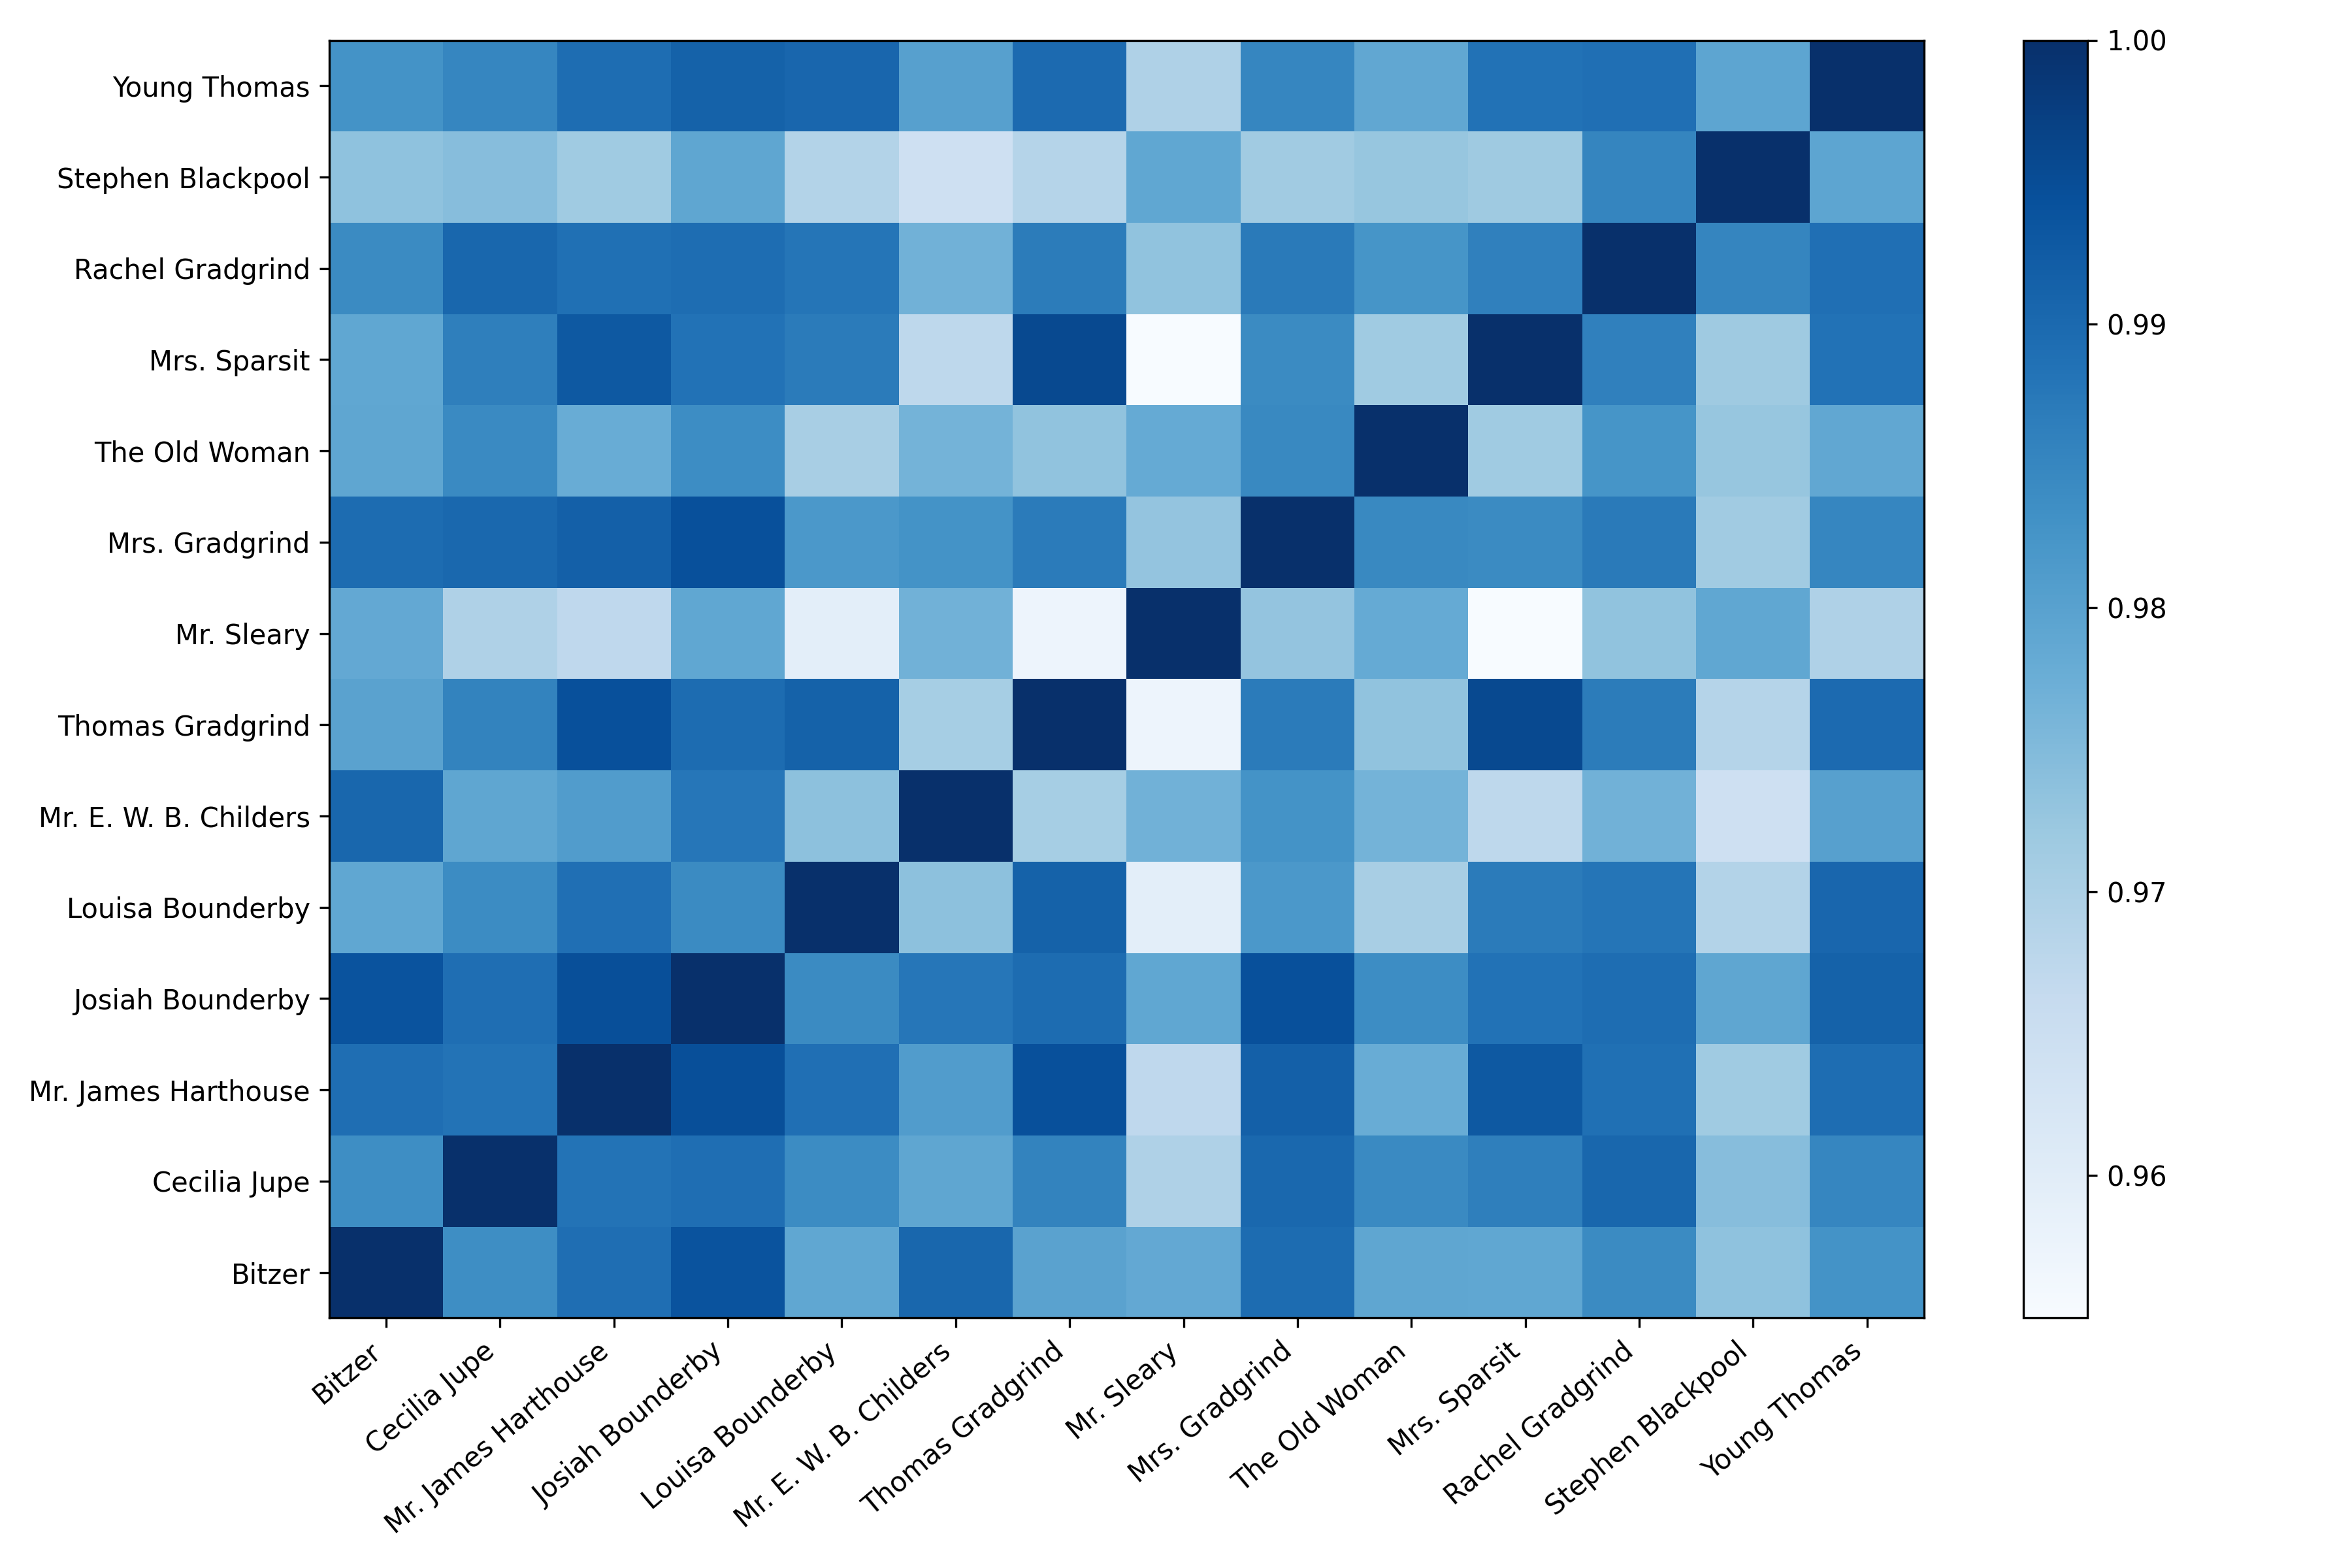 Young Thomas
Stephen Blackpool
Rachel Gradgrind
Mrs. Sparsit
The Old Woman
Mrs. Gradgrind
Mr. Sleary
Thomas Gradgrind
Mr. E. W. B. Childers
Louisa Bounderby
Josiah Bounderby
Mr. James Harthouse
Cecilia Jupe
Bitzer
Bitzer
Cecilia Jupe
Mr. James Harthouse
Josiah Bounderby
Louisa Bounderby
Mr. E. W. B. Childers
Thomas Gradgrind
Mr. Sleary
Mrs. Gradgrind
The Old Woman
Mrs. Sparsit
Rachel Gradgrind
Stephen Blackpool
Young Thomas
1.00
0.99
0.98
0.97
0.96